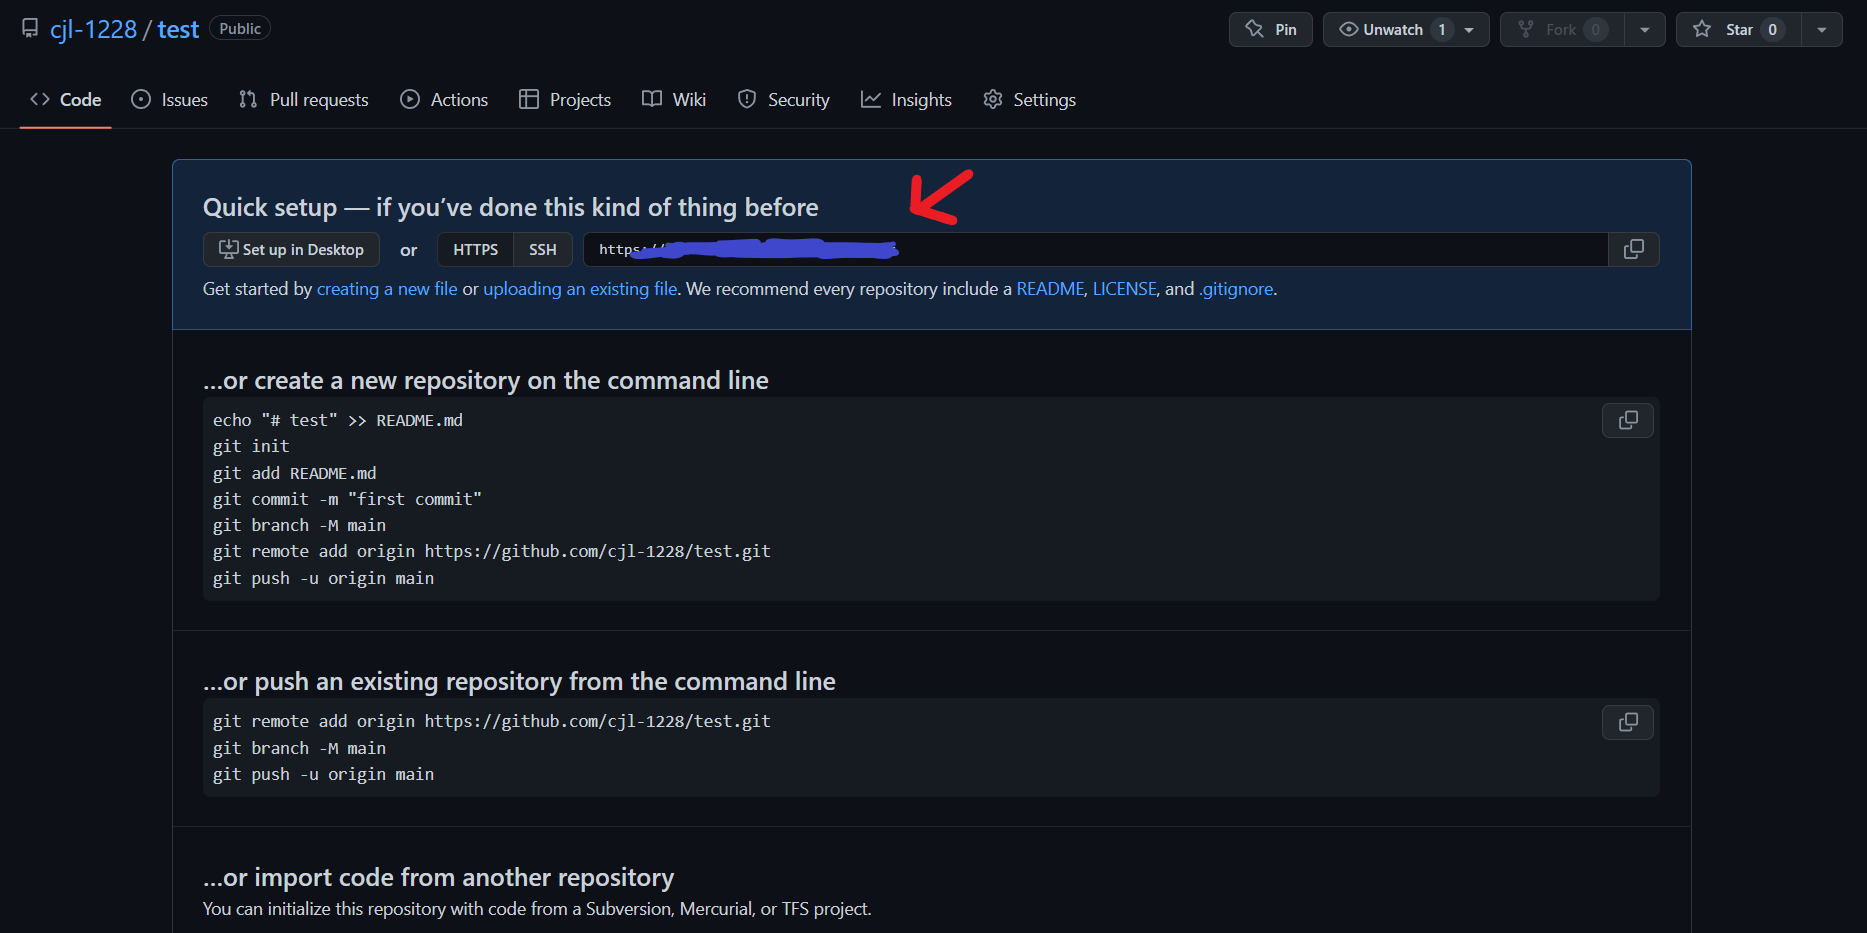 cjl-1228 / test Public
Pin Unwatch 1 Fork 0 Star 0
Code Issues Pull requests Actions Projects Wiki Security Insights Settings
Quick setup — if you’ve done this kind of thing before
Set up in Desktop or HTTPS SSH https://
Get started by creating a new file or uploading an existing file. We recommend every repository include a README, LICENSE, and .gitignore.
…or create a new repository on the command line
echo "# test" >> README.md
git init
git add README.md
git commit -m "first commit"
git branch -M main
git remote add origin https://github.com/cjl-1228/test.git
git push -u origin main
…or push an existing repository from the command line
git remote add origin https://github.com/cjl-1228/test.git
git branch -M main
git push -u origin main
…or import code from another repository
You can initialize this repository with code from a Subversion, Mercurial, or TFS project.